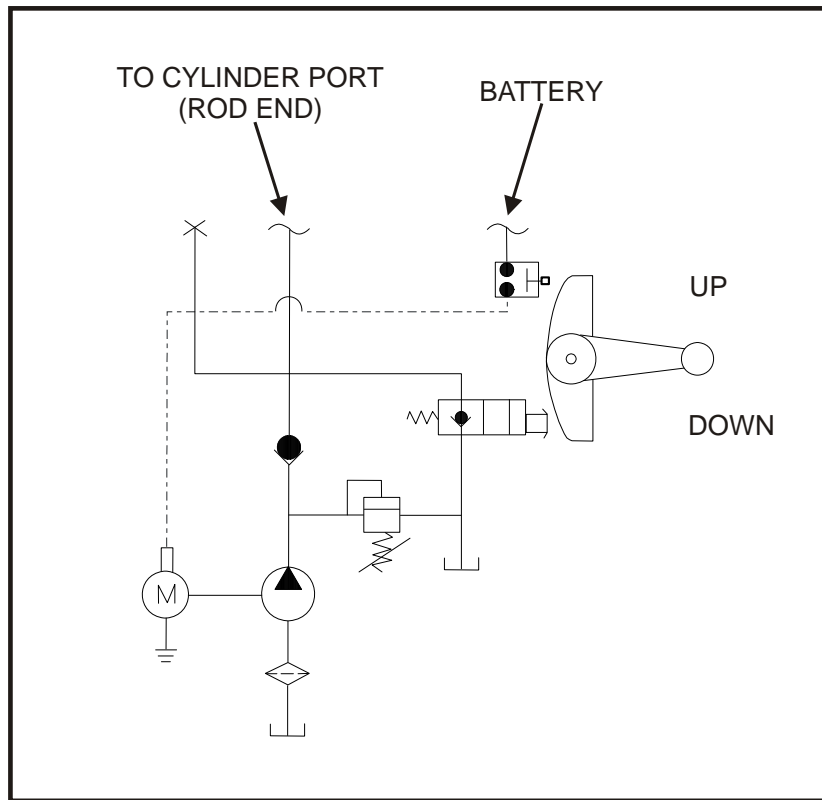 TO CYLINDER PORT
(ROD END)
BATTERY
UP
DOWN
M